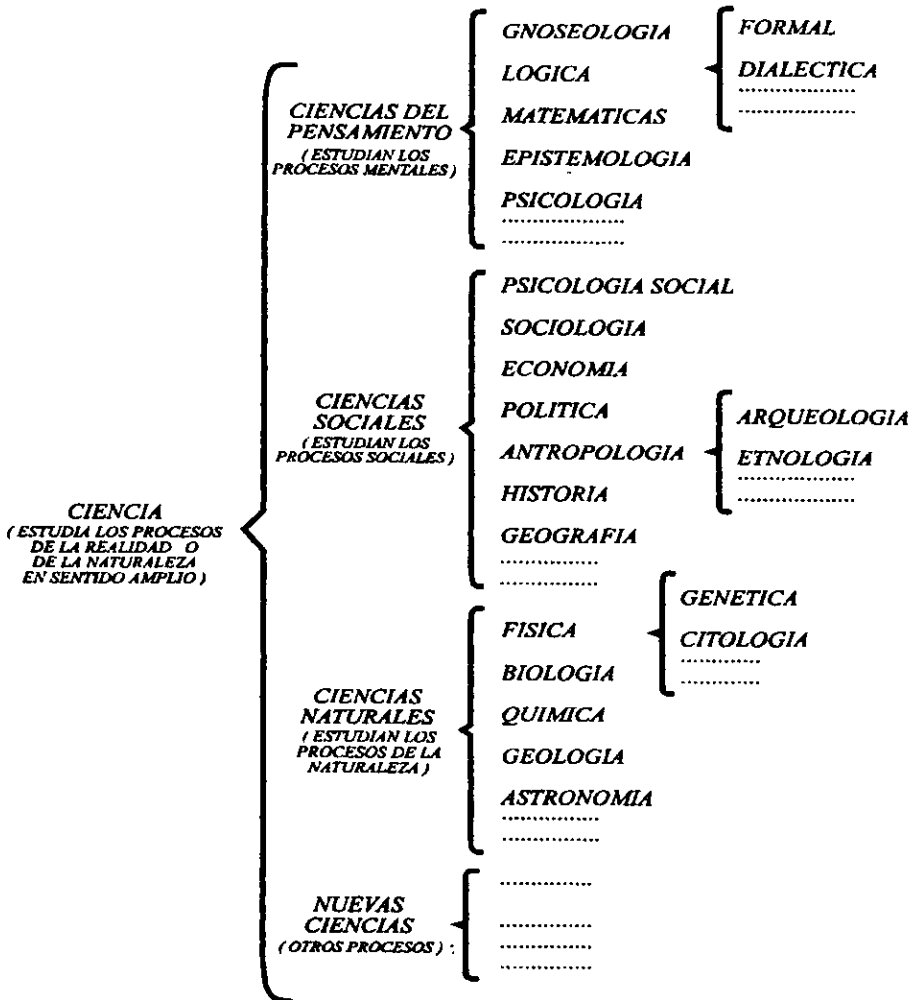 CIENCIA
( ESTUDIA LOS PROCESOS
DE LA REALIDAD O
DE LA NATURALEZA
EN SENTIDO AMPLIO )
CIENCIAS DEL
PENSAMIENTO
( ESTUDIAN LOS
PROCESOS MENTALES )
GNOSEOLOGIA
LOGICA
MATEMATICAS
EPISTEMOLOGIA
PSICOLOGIA
....................
....................
FORMAL
DIALECTICA
....................
....................
CIENCIAS
SOCIALES
( ESTUDIAN LOS
PROCESOS SOCIALES )
PSICOLOGIA SOCIAL
SOCIOLOGIA
ECONOMIA
POLITICA
ANTROPOLOGIA
HISTORIA
GEOGRAFIA
....................
....................
ARQUEOLOGIA
ETNOLOGIA
....................
....................
CIENCIAS
NATURALES
( ESTUDIAN LOS
PROCESOS DE LA
NATURALEZA )
FISICA
BIOLOGIA
QUIMICA
GEOLOGIA
ASTRONOMIA
....................
....................
GENETICA
CITOLOGIA
....................
....................
NUEVAS
CIENCIAS
( OTROS PROCESOS )
....................
....................
....................
....................